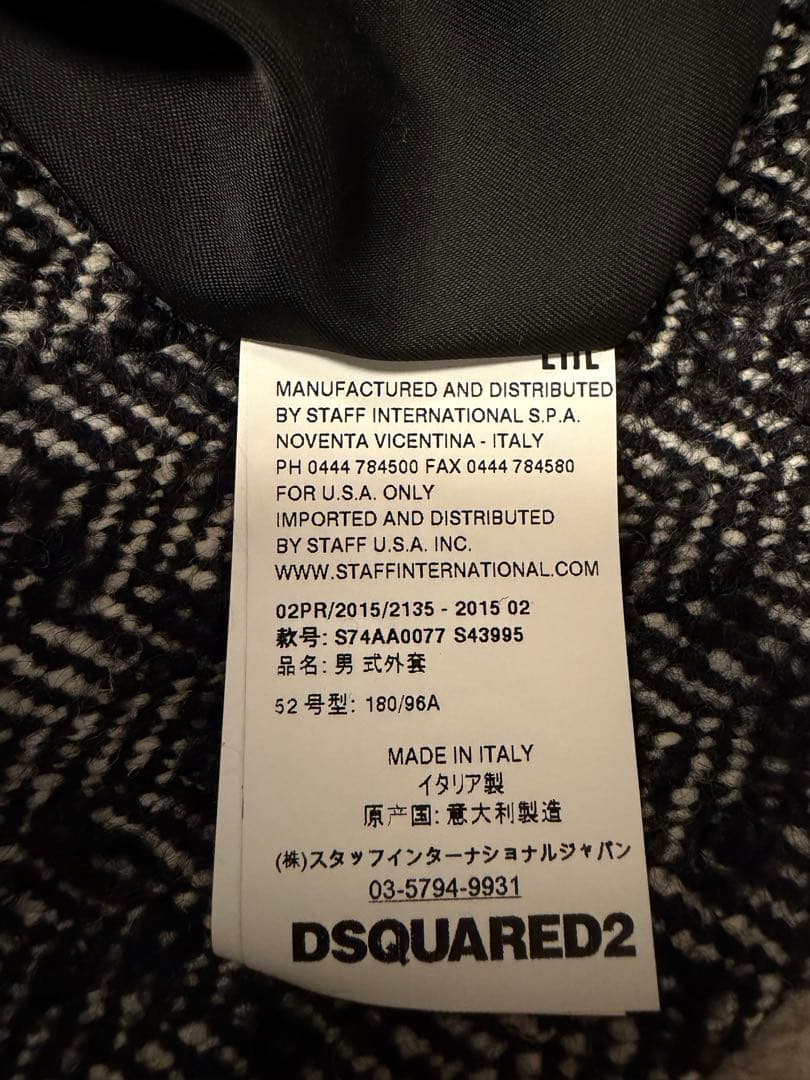 EAC
MANUFACTURED AND DISTRIBUTED
BY STAFF INTERNATIONAL S.P.A.
NOVENTA VICENTINA - ITALY
PH 0444 784500 FAX 0444 784580
FOR U.S.A. ONLY
IMPORTED AND DISTRIBUTED
BY STAFF U.S.A. INC.
WWW.STAFFINTERNATIONAL.COM
02PR/2015/2135 - 2015 02
款号: S74AA0077 S43995
品名: 男 式外套
52 号型: 180/96A
MADE IN ITALY
イタリア製
原产国: 意大利製造
(株)スタッフインターナショナルジャパン
03-5794-9931
DSQUARED2